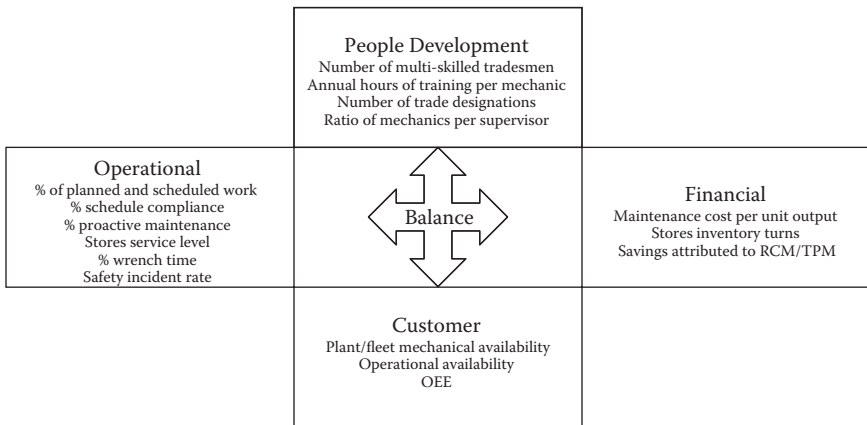 People Development
Number of multi-skilled tradesmen
Annual hours of training per mechanic
Number of trade designations
Ratio of mechanics per supervisor
Operational
% of planned and scheduled work
% schedule compliance
% proactive maintenance
Stores service level
% wrench time
Safety incident rate
Balance
Financial
Maintenance cost per unit output
Stores inventory turns
Savings attributed to RCM/TPM
Customer
Plant/fleet mechanical availability
Operational availability
OEE